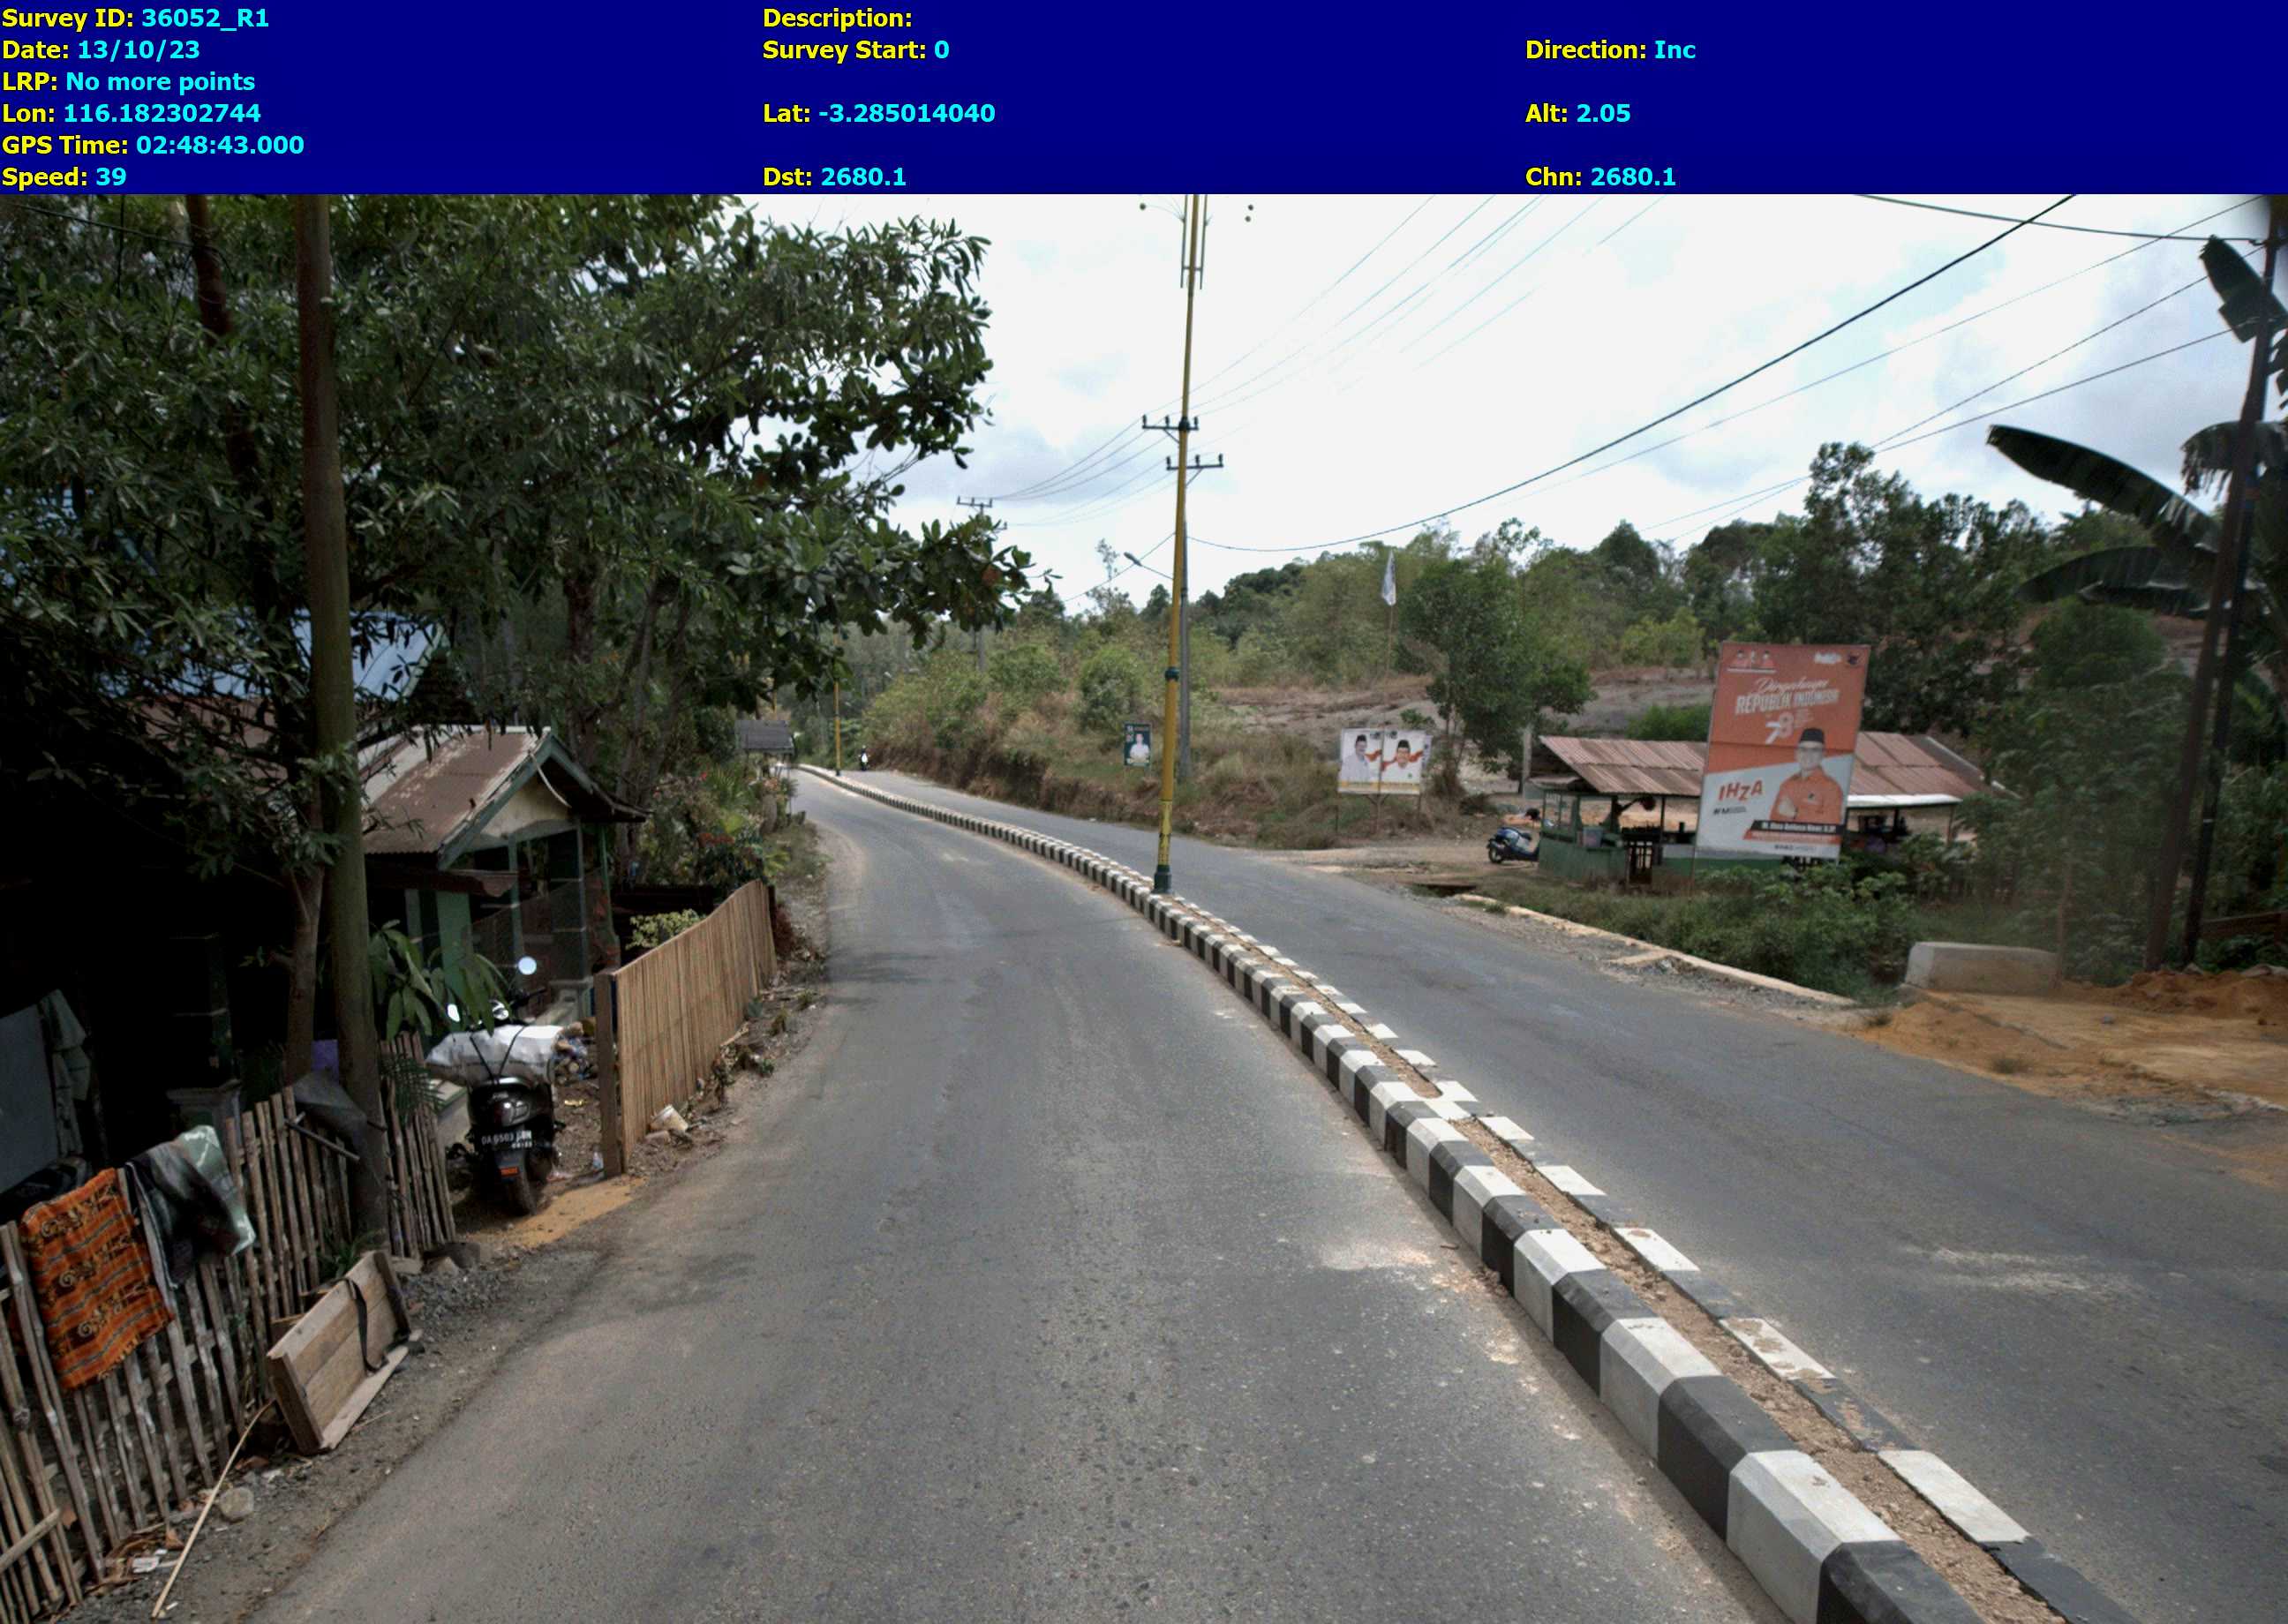 Survey ID: 36052_R1
Description:
Date: 13/10/23
Survey Start: 0
Direction: Inc
LRP: No more points
Lon: 116.182302744
Lat: -3.285014040
Alt: 2.05
GPS Time: 02:48:43.000
Speed: 39
Dst: 2680.1
Chn: 2680.1
Dirgahayu
REPUBLIK INDONESIA
78
IHZA